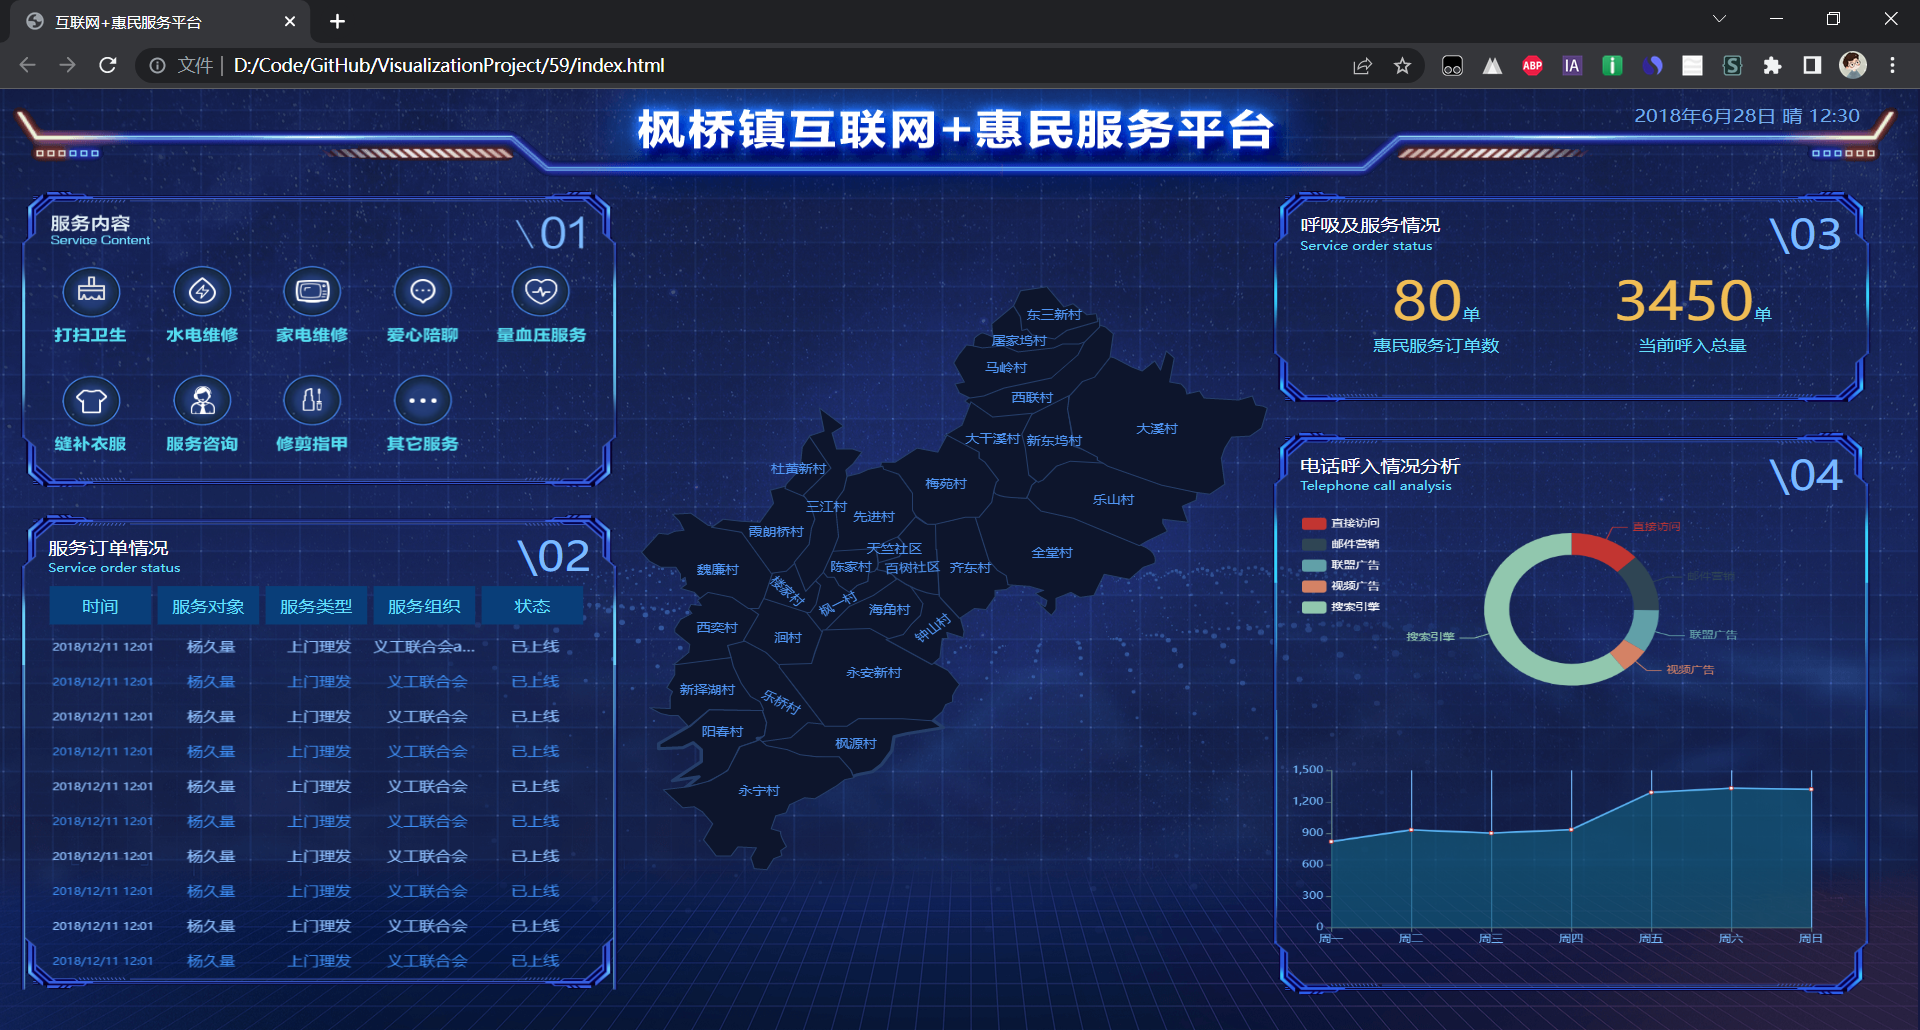 互联网+惠民服务平台
文件 | D:/Code/GitHub/VisualizationProject/59/index.html
ABP
IA
枫桥镇互联网+惠民服务平台
2018年6月28日 晴 12:30
服务内容
Service Content
\01
打扫卫生 水电维修 家电维修 爱心陪聊 量血压服务
缝补衣服 服务咨询 修剪指甲 其它服务
服务订单情况
Service order status
\02
时间 服务对象 服务类型 服务组织 状态
2018/12/11 12:01 杨久量 上门理发 义工联合会a... 已上线
2018/12/11 12:01 杨久量 上门理发 义工联合会 已上线
2018/12/11 12:01 杨久量 上门理发 义工联合会 已上线
2018/12/11 12:01 杨久量 上门理发 义工联合会 已上线
2018/12/11 12:01 杨久量 上门理发 义工联合会 已上线
2018/12/11 12:01 杨久量 上门理发 义工联合会 已上线
2018/12/11 12:01 杨久量 上门理发 义工联合会 已上线
2018/12/11 12:01 杨久量 上门理发 义工联合会 已上线
2018/12/11 12:01 杨久量 上门理发 义工联合会 已上线
2018/12/11 12:01 杨久量 上门理发 义工联合会 已上线
东三新村
屠家坞村
马岭村
西联村
大溪村
大干溪村 新东坞村
杜黄新村
梅苑村
乐山村
三江村
先进村
霞朗桥村
天竺社区
全堂村
魏廉村
陈家村 百树社区 齐东村
楼家村
枫一村
海角村
西奕村
洄村
钟山村
永安新村
新择湖村
乐桥村
阳春村
枫源村
永宁村
呼吸及服务情况
Service order status
\03
80单 3450单
惠民服务订单数 当前呼入总量
电话呼入情况分析
Telephone call analysis
\04
直接访问
邮件营销
联盟广告
视频广告
搜索引擎
直接访问
邮件营销
联盟广告
搜索引擎
视频广告
1,500
1,200
900
600
300
0
周一 周二 周三 周四 周五 周六 周日